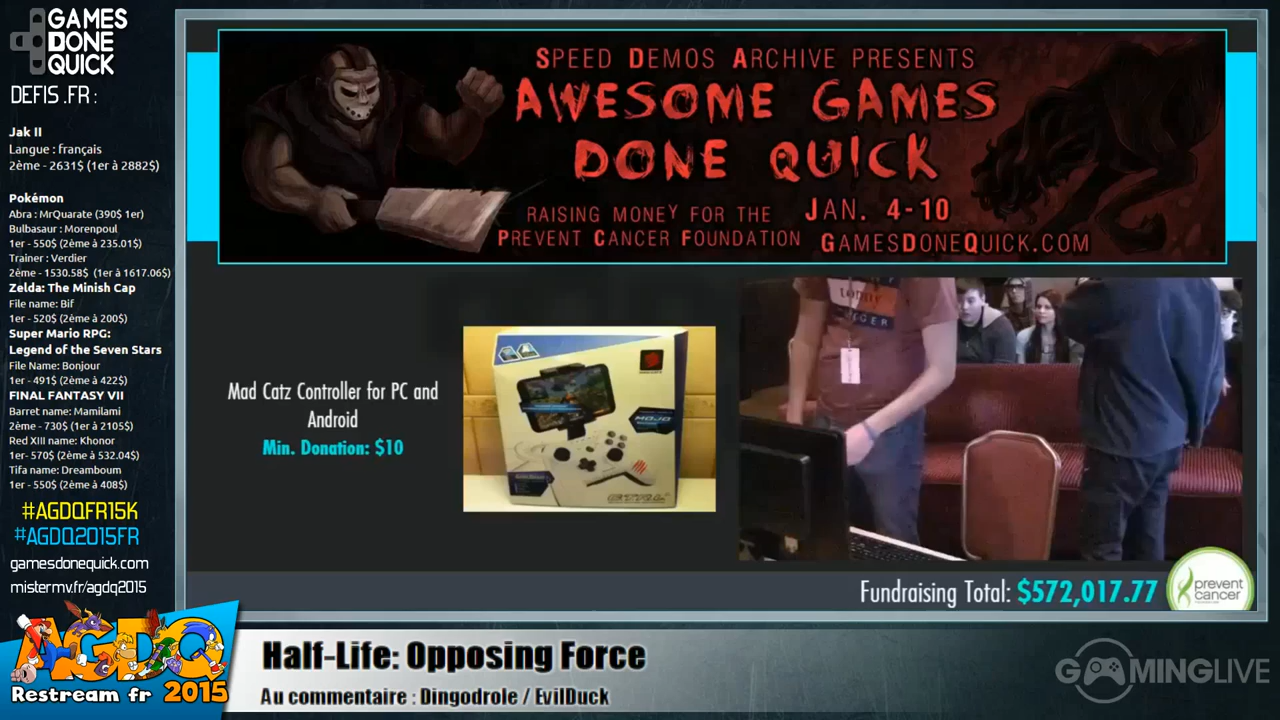 GAMES
DONE
QUICK
DEFIS .FR :
Jak II
Langue : français
2ème - 2631$ (1er à 2882$)
Pokémon
Abra : MrQuarate (390$ 1er)
Bulbasaur : Morenpoul
1er - 550$ (2ème à 235.01$)
Trainer : Verdier
2ème - 1530.58$ (1er à 1617.06$)
Zelda: The Minish Cap
File name: Bif
1er - 520$ (2ème à 200$)
Super Mario RPG:
Legend of the Seven Stars
File Name: Bonjour
1er - 491$ (2ème à 422$)
FINAL FANTASY VII
Barret name: Mamilami
2ème - 730$ (1er à 2105$)
Red XIII name: Khonor
1er- 570$ (2ème à 532.04$)
Tifa name: Dreamboum
1er - 550$ (2ème à 408$)
#AGDQFR15K
#AGDQ2015FR
gamesdonequick.com
mistermv.fr/agdq2015
AGDQ
Restream fr 2015
SPEED DEMOS ARCHIVE PRESENTS
AWESOME GAMES
DONE QUICK
RAISING MONEY FOR THE
PREVENT CANCER FOUNDATION
JAN. 4-10
GAMESDONEQUICK.COM
Mad Catz Controller for PC and
Android
Min. Donation: $10
MOJO
C.T.R.L.R
Fundraising Total: $572,017.77
prevent
cancer
Half-Life: Opposing Force
Au commentaire : Dingodrole / EvilDuck
GAMINGLIVE